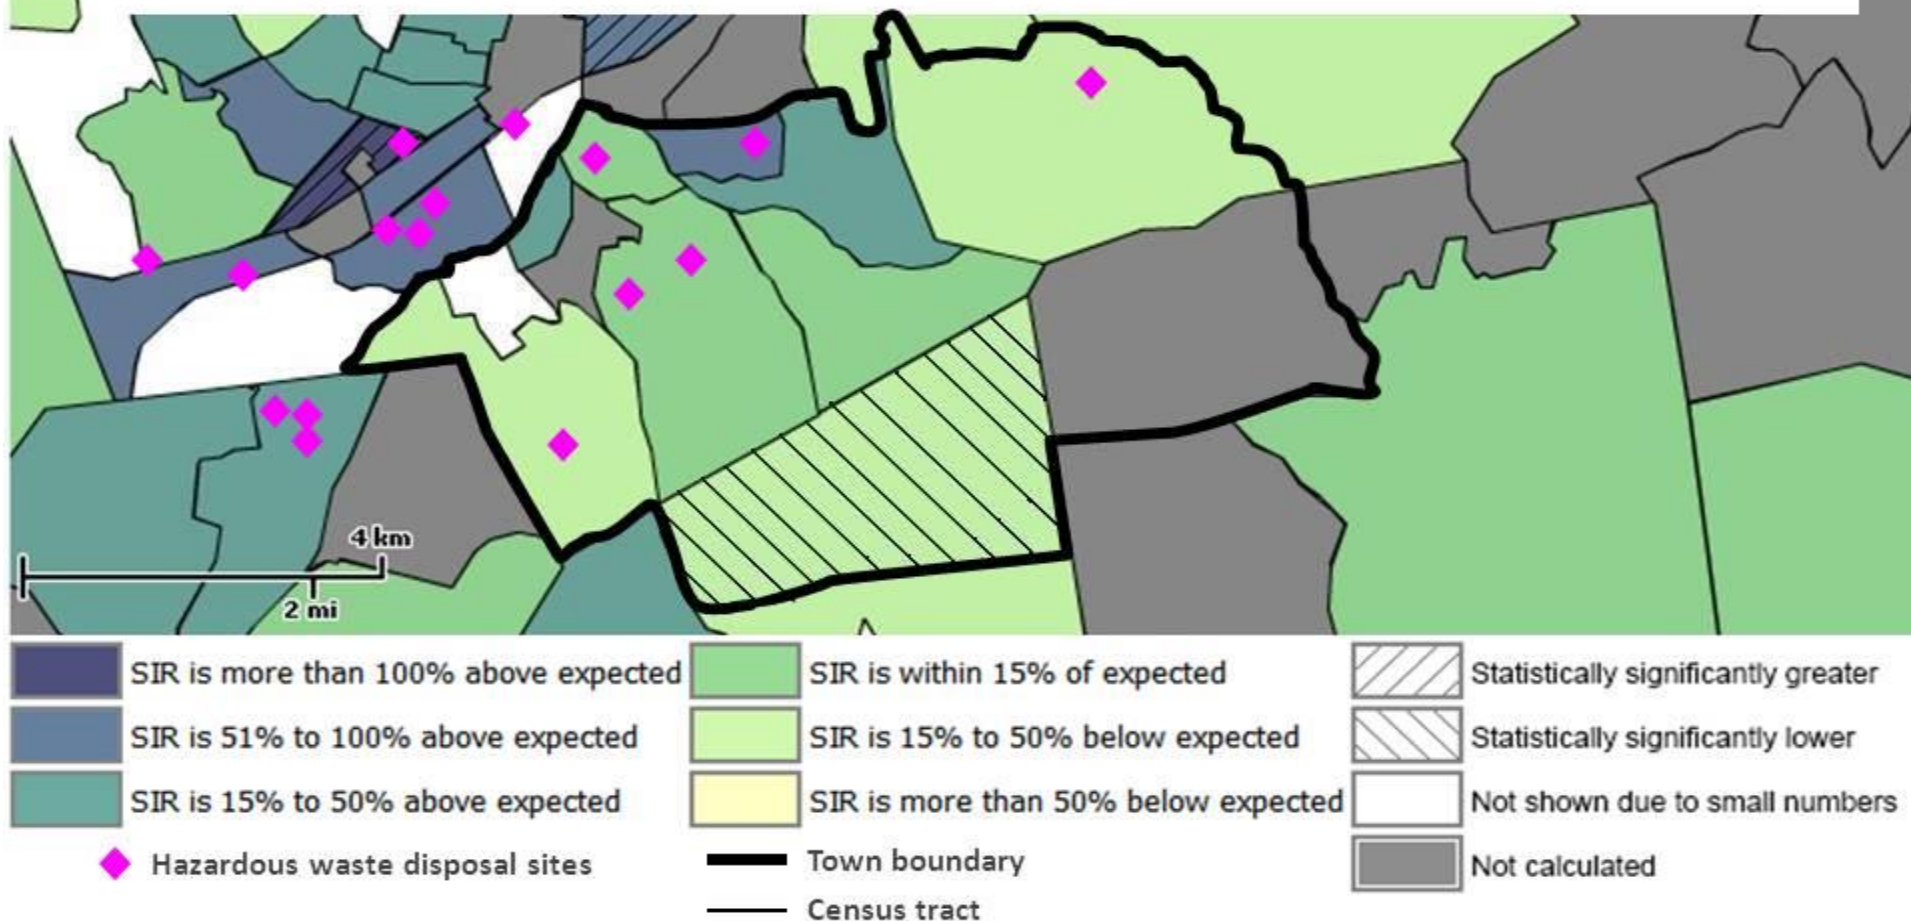 4 km
2 mi
SIR is more than 100% above expected
SIR is within 15% of expected
Statistically significantly greater
SIR is 51% to 100% above expected
SIR is 15% to 50% below expected
Statistically significantly lower
SIR is 15% to 50% above expected
SIR is more than 50% below expected
Not shown due to small numbers
Hazardous waste disposal sites
Town boundary
Not calculated
Census tract